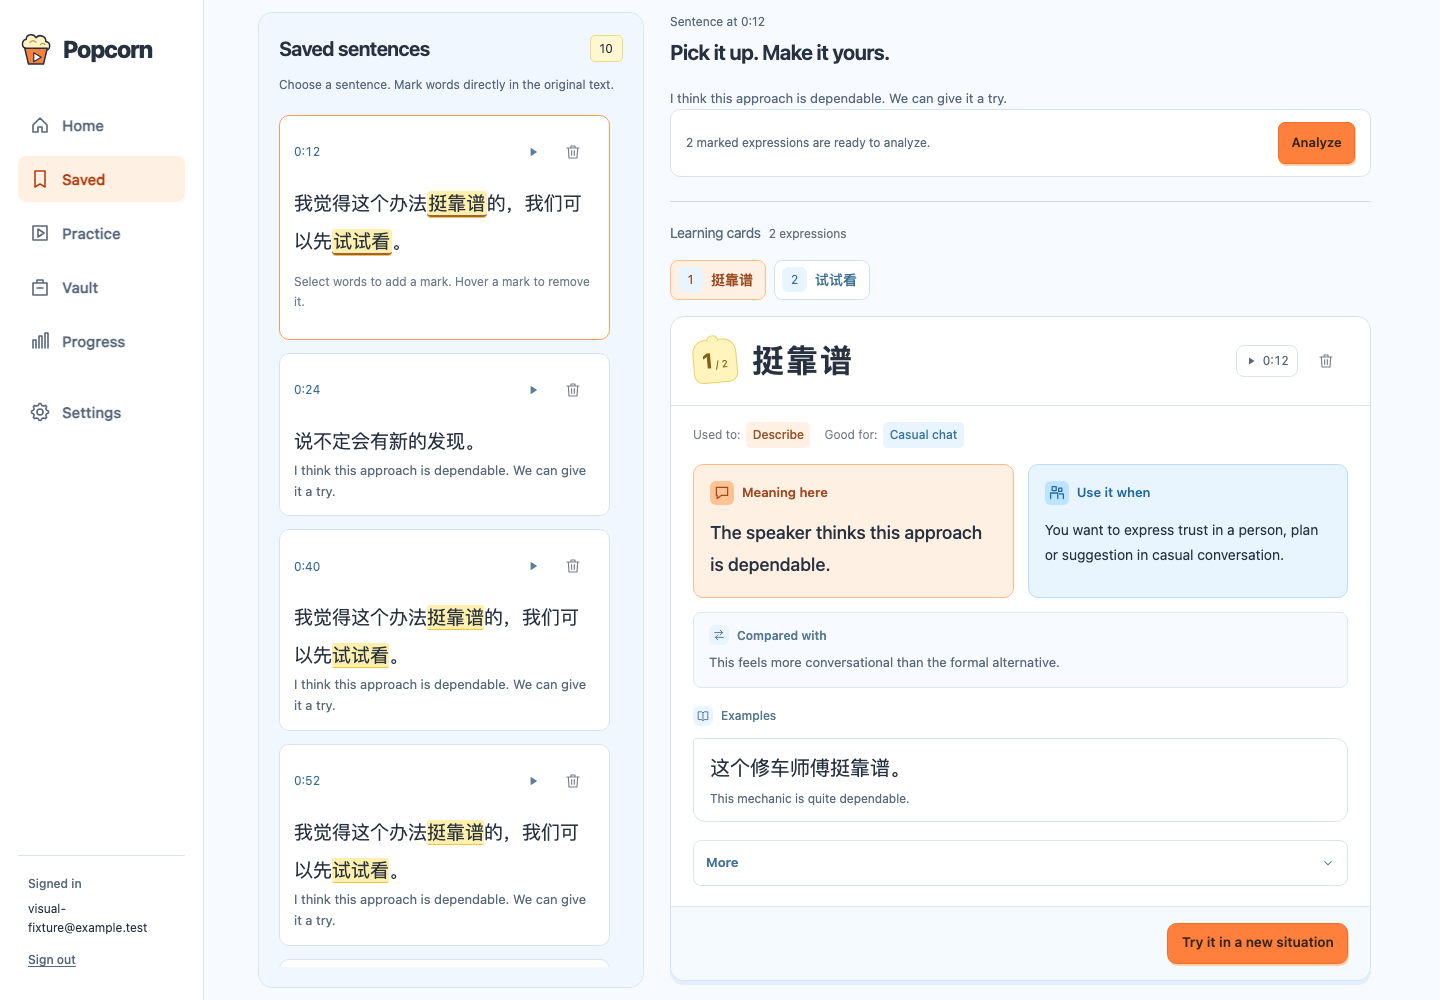 Popcorn
Home
Saved
Practice
Vault
Progress
Settings
Signed in
visual-
fixture@example.test
Sign out
Saved sentences
10
Choose a sentence. Mark words directly in the original text.
0:12
我觉得这个办法挺靠谱的，我们可
以先试试看。
Select words to add a mark. Hover a mark to remove
it.
0:24
说不定会有新的发现。
I think this approach is dependable. We can give
it a try.
0:40
我觉得这个办法挺靠谱的，我们可
以先试试看。
I think this approach is dependable. We can give
it a try.
0:52
我觉得这个办法挺靠谱的，我们可
以先试试看。
I think this approach is dependable. We can give
it a try.
Sentence at 0:12
Pick it up. Make it yours.
I think this approach is dependable. We can give it a try.
2 marked expressions are ready to analyze.
Analyze
Learning cards 2 expressions
1 挺靠谱
2 试试看
1 / 2 挺靠谱
0:12
Used to: Describe Good for: Casual chat
Meaning here
The speaker thinks this approach
is dependable.
Use it when
You want to express trust in a person, plan
or suggestion in casual conversation.
Compared with
This feels more conversational than the formal alternative.
Examples
这个修车师傅挺靠谱。
This mechanic is quite dependable.
More
Try it in a new situation